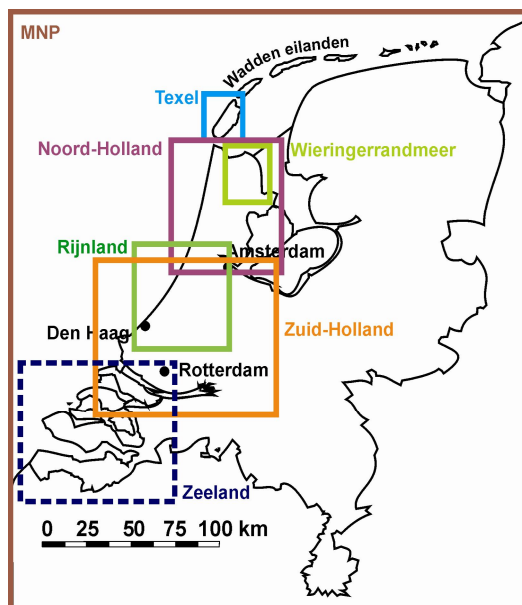 MNP
Wadden eilanden
Texel
Noord-Holland
Wieringerrandmeer
Rijnland
Amsterdam
Den Haag
Zuid-Holland
Rotterdam
Zeeland
0 25 50 75 100 km